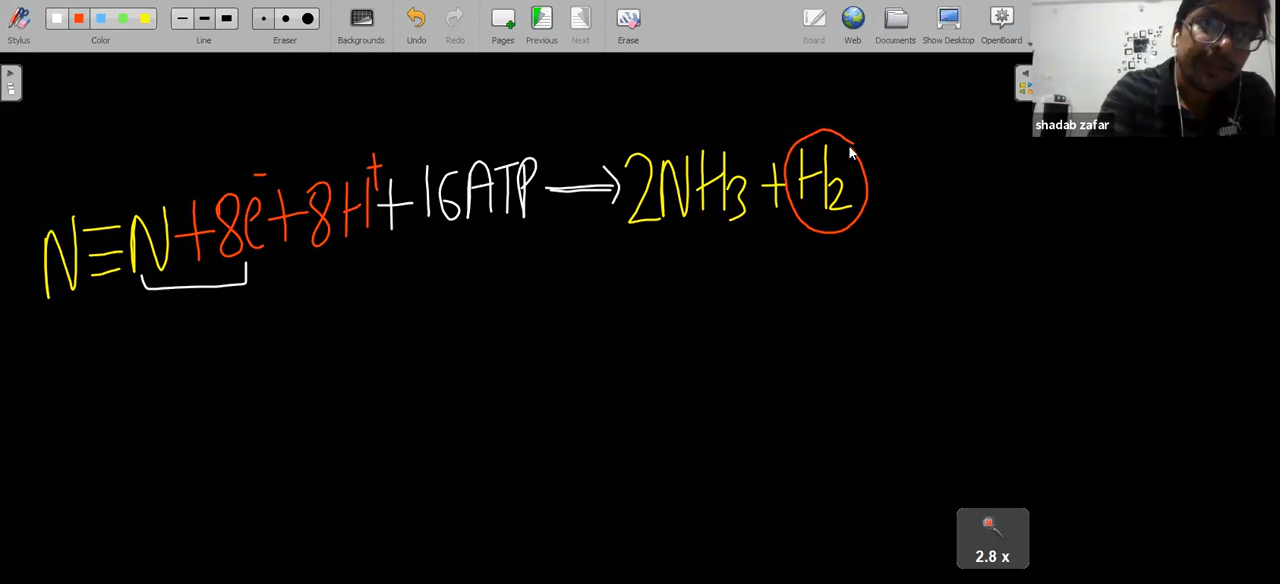 Stylus Color Line Eraser Backgrounds Undo Redo Pages Previous Next Erase Board Web Documents Show Desktop OpenBoard
shadab zafar
N≡N+8e⁻+8H⁺+16ATP⟹2NH3+H2
2.8 x